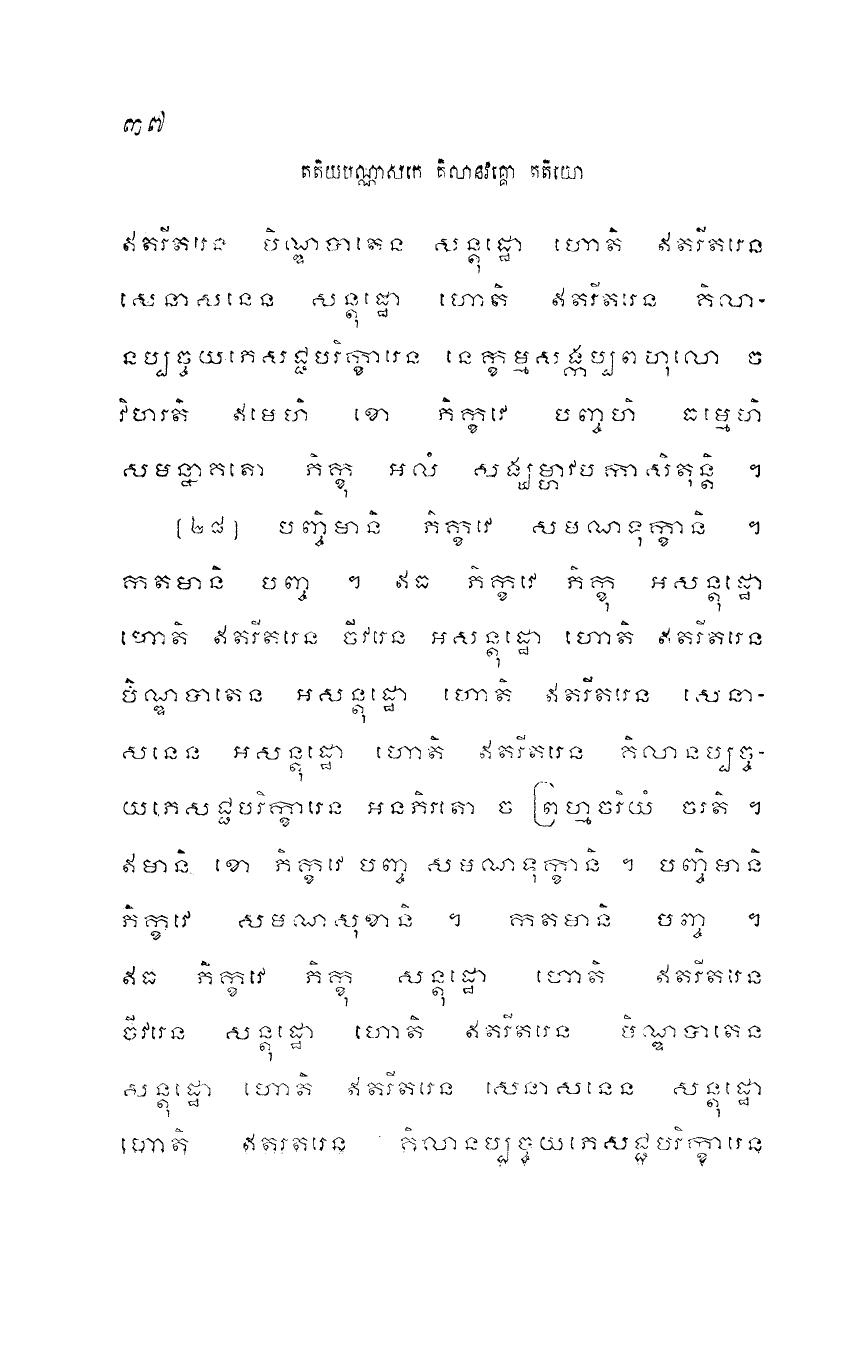 ៣៧
តតិយបណ្ណាសកេ គិលានវគ្គោ តតិយោ
ឥតរីតរេន បិណ្ឌបាតេន សន្តុដ្ឋោ ហោតិ ឥតរីតរេន
សេនាសនេន សន្តុដ្ឋោ ហោតិ ឥតរីតរេន គិលា-
នប្បច្ចយភេសជ្ជបរិក្ខារេន នេក្ខម្មសង្កប្បពហុលោ ច
វិហរតិ ឥមេហិ ខោ ភិក្ខវេ បញ្ចហិ ធម្មេហិ
សមន្នាគតោ ភិក្ខុ អលំ សង្ឃម្ហាវបកាសិតុន្តិ ។
(២៨) បញ្ចិមានិ ភិក្ខវេ សមណទុក្ខានិ ។
កតមានិ បញ្ច ។ ឥធ ភិក្ខវេ ភិក្ខុ អសន្តុដ្ឋោ
ហោតិ ឥតរីតរេន ចីវរេន អសន្តុដ្ឋោ ហោតិ ឥតរីតរេន
បិណ្ឌបាតេន អសន្តុដ្ឋោ ហោតិ ឥតរីតរេន សេនា-
សនេន អសន្តុដ្ឋោ ហោតិ ឥតរីតរេន គិលានប្បច្ច-
យភេសជ្ជបរិក្ខារេន អនភិរតោ ច ព្រហ្មចរិយំ ចរតិ ។
ឥមានិ ខោ ភិក្ខវេ បញ្ច សមណទុក្ខានិ ។ បញ្ចិមានិ
ភិក្ខវេ សមណសុខានិ ។ កតមានិ បញ្ច ។
ឥធ ភិក្ខវេ ភិក្ខុ សន្តុដ្ឋោ ហោតិ ឥតរីតរេន
ចីវរេន សន្តុដ្ឋោ ហោតិ ឥតរីតរេន បិណ្ឌបាតេន
សន្តុដ្ឋោ ហោតិ ឥតរីតរេន សេនាសនេន សន្តុដ្ឋោ
ហោតិ ឥតរីតរេន គិលានប្បច្ចយភេសជ្ជបរិក្ខារេន